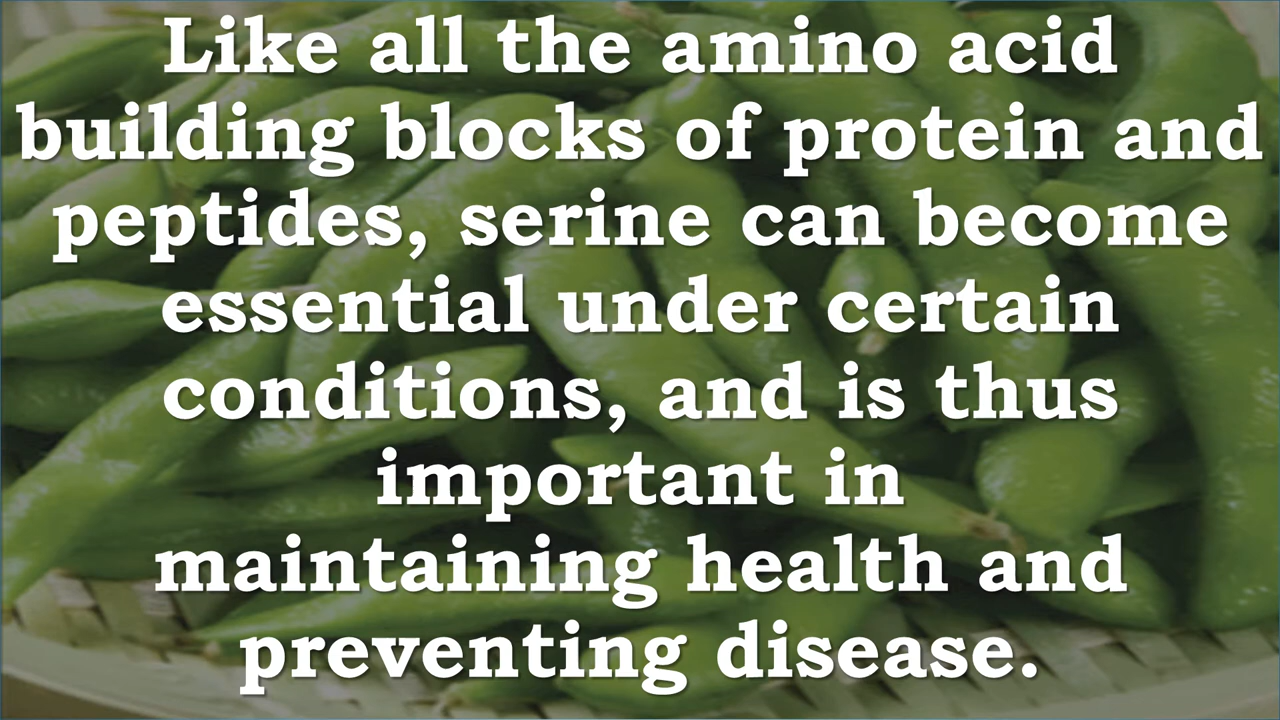 Like all the amino acid
building blocks of protein and
peptides, serine can become
essential under certain
conditions, and is thus
important in
maintaining health and
preventing disease.